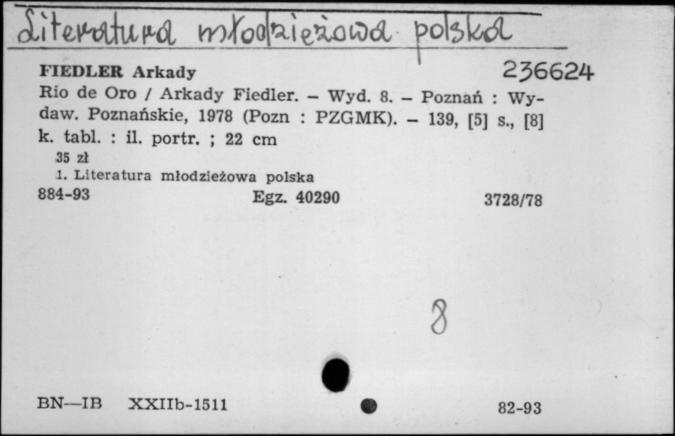 Literatura młodzieżowa polska
FIEDLER Arkady 236624
Rio de Oro / Arkady Fiedler. — Wyd. 8. — Poznań : Wy-
daw. Poznańskie, 1978 (Pozn : PZGMK). — 139, [5] s., [8]
k. tabl. : il. portr. ; 22 cm
35 zł
1. Literatura młodzieżowa polska
884-93 Egz. 40290 3728/78
8
BN—IB XXIIb-1511 82-93